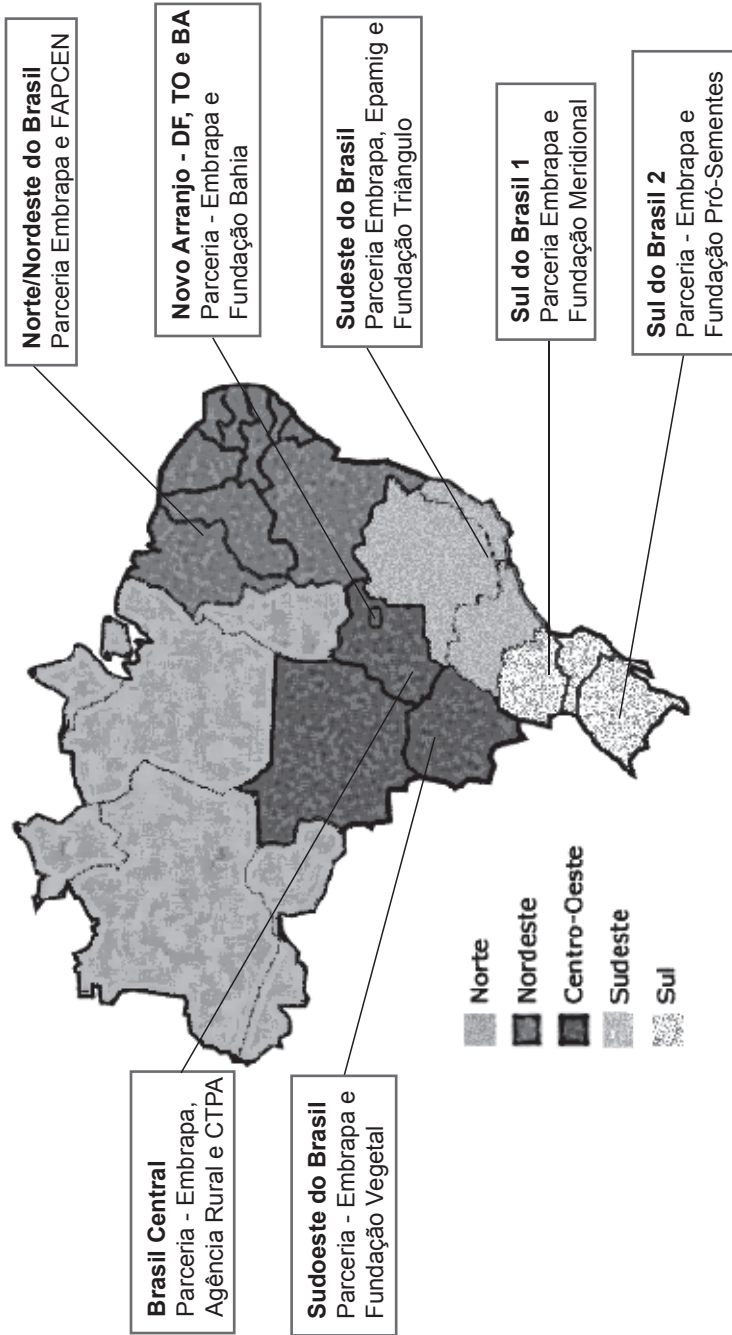 Norte/Nordeste do Brasil
Parceria Embrapa e FAPCEN
Novo Arranjo - DF, TO e BA
Parceria - Embrapa e
Fundação Bahia
Sudeste do Brasil
Parceria Embrapa, Epamig e
Fundação Triângulo
Sul do Brasil 1
Parceria Embrapa e
Fundação Meridional
Sul do Brasil 2
Parceria - Embrapa e
Fundação Pró-Sementes
Brasil Central
Parceria - Embrapa,
Agência Rural e CTPA
Sudoeste do Brasil
Parceria - Embrapa e
Fundação Vegetal
Norte
Nordeste
Centro-Oeste
Sudeste
Sul